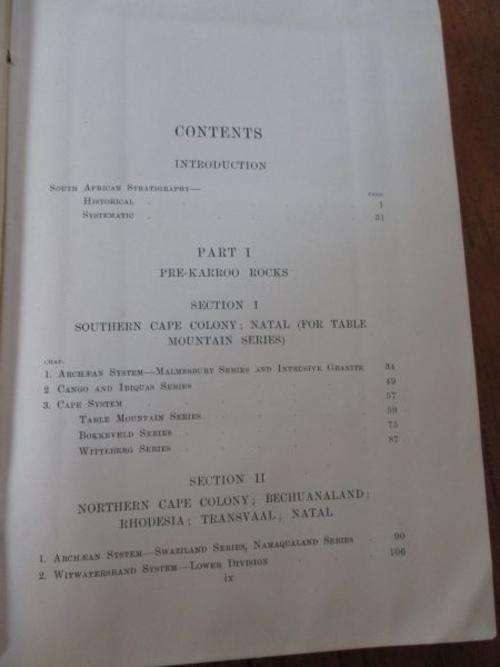 CONTENTS
INTRODUCTION
South African Stratigraphy—
PAGE
Historical . 1
Systematic . 31
PART I
PRE-KARROO ROCKS
SECTION I
SOUTHERN CAPE COLONY; NATAL (FOR TABLE
MOUNTAIN SERIES)
CHAP.
1. Archæan System—Malmesbury Series and Intrusive Granite 34
2 Cango and Ibiquas Series 49
3. Cape System 57
Table Mountain Series 59
Bokkeveld Series 75
Witteberg Series 87
SECTION II
NORTHERN CAPE COLONY; BECHUANALAND;
RHODESIA; TRANSVAAL; NATAL
1. Archæan System—Swaziland Series, Namaqualand Series . 90
2. Witwatersrand System—Lower Division . 106
ix